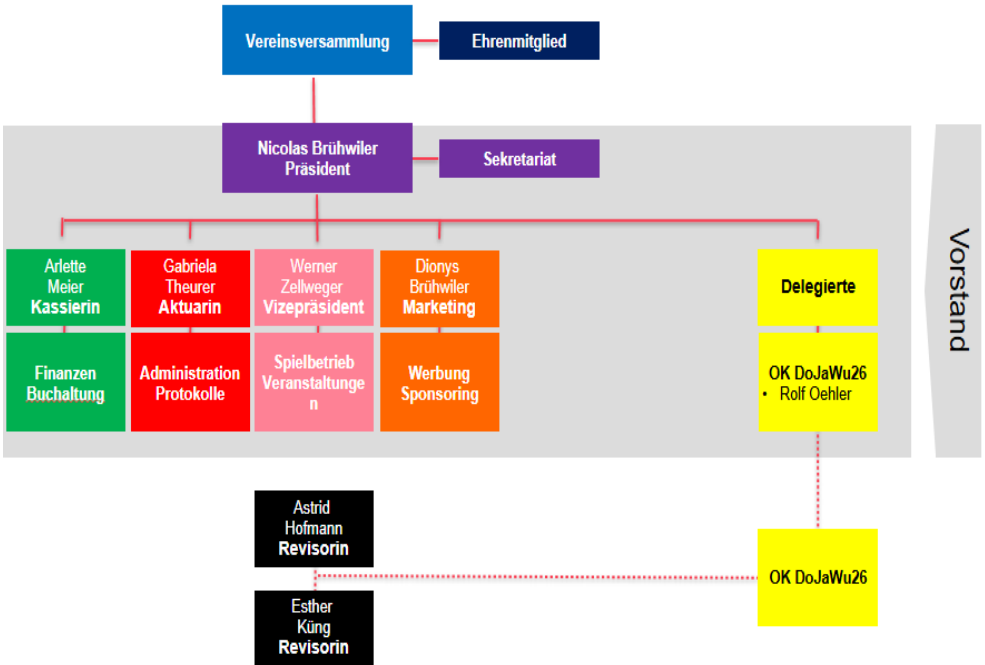 Vereinsversammlung
Ehrenmitglied
Nicolas Brühwiler
Präsident
Sekretariat
Arlette
Meier
Kassierin
Gabriela
Theurer
Aktuarin
Werner
Zellweger
Vizepräsident
Dionys
Brühwiler
Marketing
Delegierte
Finanzen
Buchaltung
Administration
Protokolle
Spielbetrieb
Veranstaltunge
n
Werbung
Sponsoring
OK DoJaWu26
• Rolf Oehler
Vorstand
Astrid
Hofmann
Revisorin
OK DoJaWu26
Esther
Küng
Revisorin